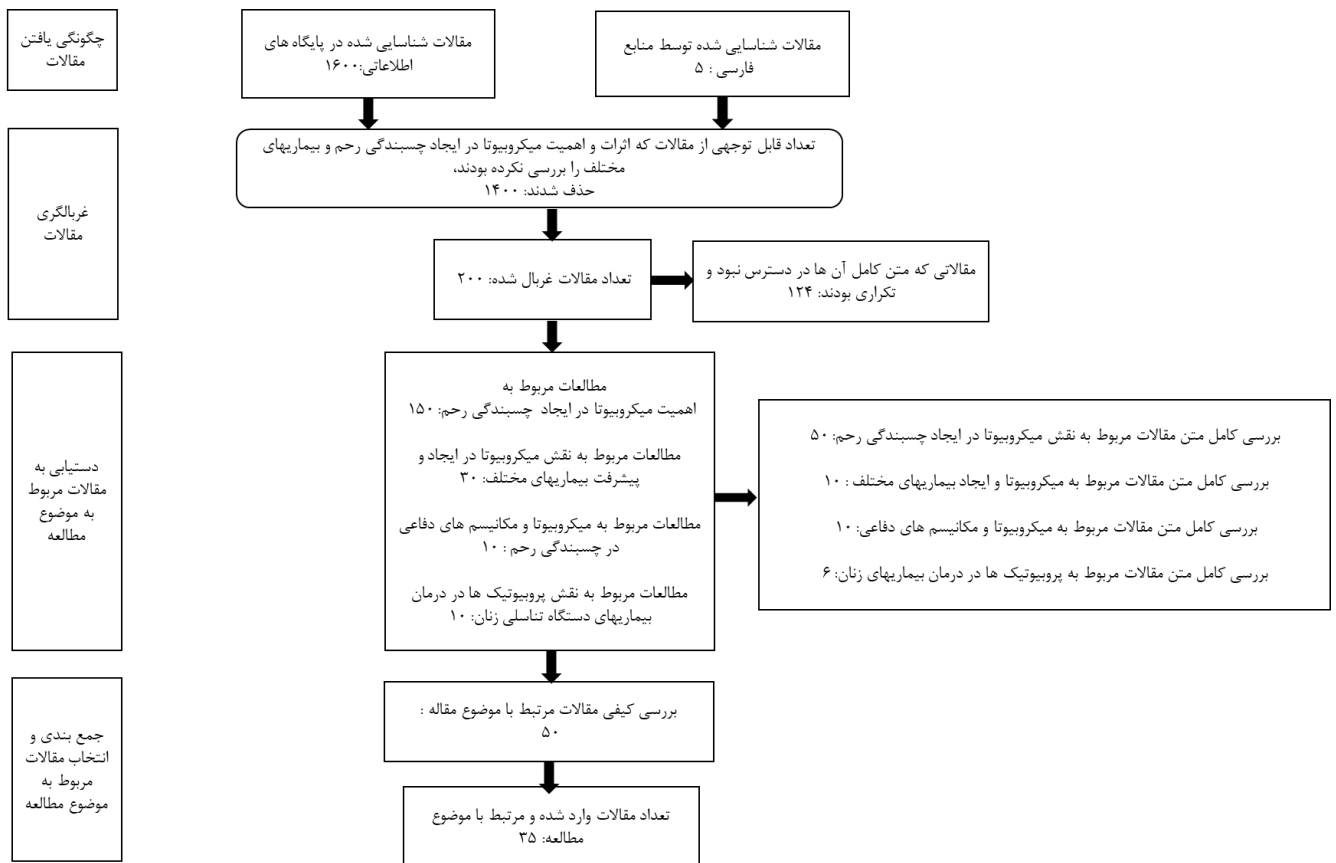 چگونگی یافتن
مقالات
مقالات شناسایی شده توسط منابع
فارسی : ۵
مقالات شناسایی شده در پایگاه های
اطلاعاتی:۱۶۰۰
غربالگری
مقالات
تعداد قابل توجهی از مقالات که اثرات و اهمیت میکروبیوتا در ایجاد چسبندگی رحم و بیماریهای
مختلف را بررسی نکرده بودند،
حذف شدند: ۱۴۰۰
تعداد مقالات غربال شده: ۲۰۰
مقالاتی که متن کامل آن ها در دسترس نبود و
تکراری بودند: ۱۲۴
دستیابی به
مقالات مربوط
به موضوع
مطالعه
مطالعات مربوط به
اهمیت میکروبیوتا در ایجاد چسبندگی رحم: ۱۵۰
مطالعات مربوط به نقش میکروبیوتا در ایجاد و
پیشرفت بیماریهای مختلف: ۳۰
مطالعات مربوط به میکروبیوتا و مکانیسم های دفاعی
در چسبندگی رحم : ۱۰
مطالعات مربوط به نقش پروبیوتیک ها در درمان
بیماریهای دستگاه تناسلی زنان: ۱۰
بررسی کامل متن مقالات مربوط به نقش میکروبیوتا در ایجاد چسبندگی رحم: ۵۰
بررسی کامل متن مقالات مربوط به میکروبیوتا و ایجاد بیماریهای مختلف : ۱۰
بررسی کامل متن مقالات مربوط به میکروبیوتا و مکانیسم های دفاعی: ۱۰
بررسی کامل متن مقالات مربوط به پروبیوتیک ها در درمان بیماریهای زنان: ۶
جمع بندی و
انتخاب مقالات
مربوط به
موضوع مطالعه
بررسی کیفی مقالات مرتبط با موضوع مقاله :
۵۰
تعداد مقالات وارد شده و مرتبط با موضوع
مطالعه: ۳۵